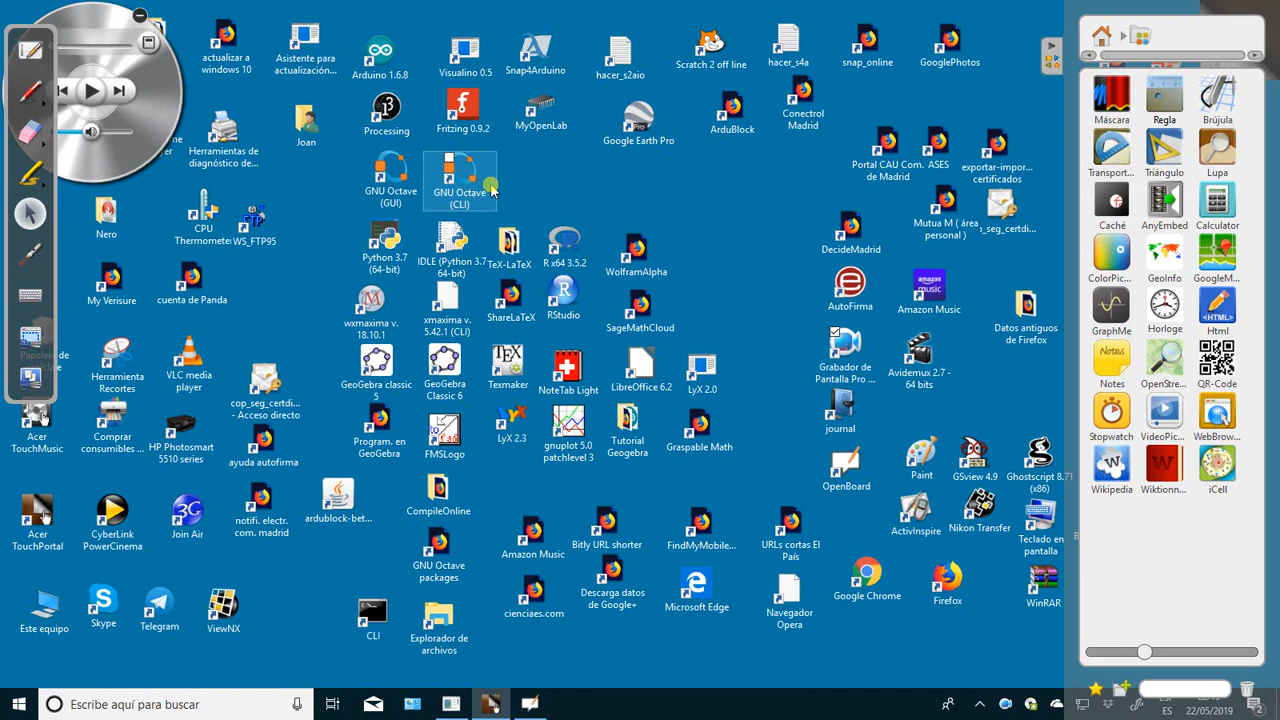 actualizar a
windows 10
Asistente para
actualización...
Arduino 1.6.8
Visualino 0.5
Snap4Arduino
hacer_s2aio
Scratch 2 off line
hacer_s4a
snap_online
GooglePhotos
Processing
Fritzing 0.9.2
MyOpenLab
Google Earth Pro
ArduBlock
Conectrol
Madrid
Herramientas de
diagnóstico de...
Joan
GNU Octave
(GUI)
GNU Octave
(CLI)
Portal CAU Com.
de Madrid
ASES
exportar-impor...
certificados
Nero
CPU
Thermometer
WS_FTP95
Python 3.7
(64-bit)
IDLE (Python 3.7
64-bit)
TeX-LaTeX
R x64 3.5.2
WolframAlpha
DecideMadrid
Mutua M ( área
personal )
My Verisure
cuenta de Panda
wxmaxima v.
18.10.1
xmaxima v.
5.42.1 (CLI)
ShareLaTeX
RStudio
SageMathCloud
AutoFirma
Amazon Music
Datos antiguos
de Firefox
Papelera de
Herramienta
Recortes
VLC media
player
cop_seg_certdi...
- Acceso directo
GeoGebra classic
5
GeoGebra
Classic 6
Texmaker
NoteTab Light
LibreOffice 6.2
LyX 2.0
Grabador de
Pantalla Pro ...
Avidemux 2.7 -
64 bits
Acer
TouchMusic
Comprar
consumibles ...
HP Photosmart
5510 series
ayuda autofirma
Program. en
GeoGebra
FMSLogo
LyX 2.3
gnuplot 5.0
patchlevel 3
Tutorial
Geogebra
Graspable Math
journal
OpenBoard
Paint
GSview 4.9
Ghostscript 8.71
(x86)
Acer
TouchPortal
CyberLink
PowerCinema
Join Air
notifi. electr.
com. madrid
ardublock-bet...
CompileOnline
GNU Octave
packages
Amazon Music
Bitly URL shorter
FindMyMobile...
URLs cortas El
País
ActivInspire
Nikon Transfer
Teclado en
pantalla
Este equipo
Skype
Telegram
ViewNX
CLI
Explorador de
archivos
cienciaes.com
Descarga datos
de Google+
Microsoft Edge
Navegador
Opera
Google Chrome
Firefox
WinRAR
Máscara
Regla
Brújula
Transport...
Triángulo
Lupa
Caché
AnyEmbed
Calculator
ColorPic...
GeoInfo
GoogleM...
GraphMe
Horloge
<HTML>
Html
Notes
Notes
OpenStre...
QR-Code
Stopwatch
VideoPic...
WebBrow...
Wikipedia
Wiktionn...
iCell
Escribe aquí para buscar
ES
22/05/2019
2